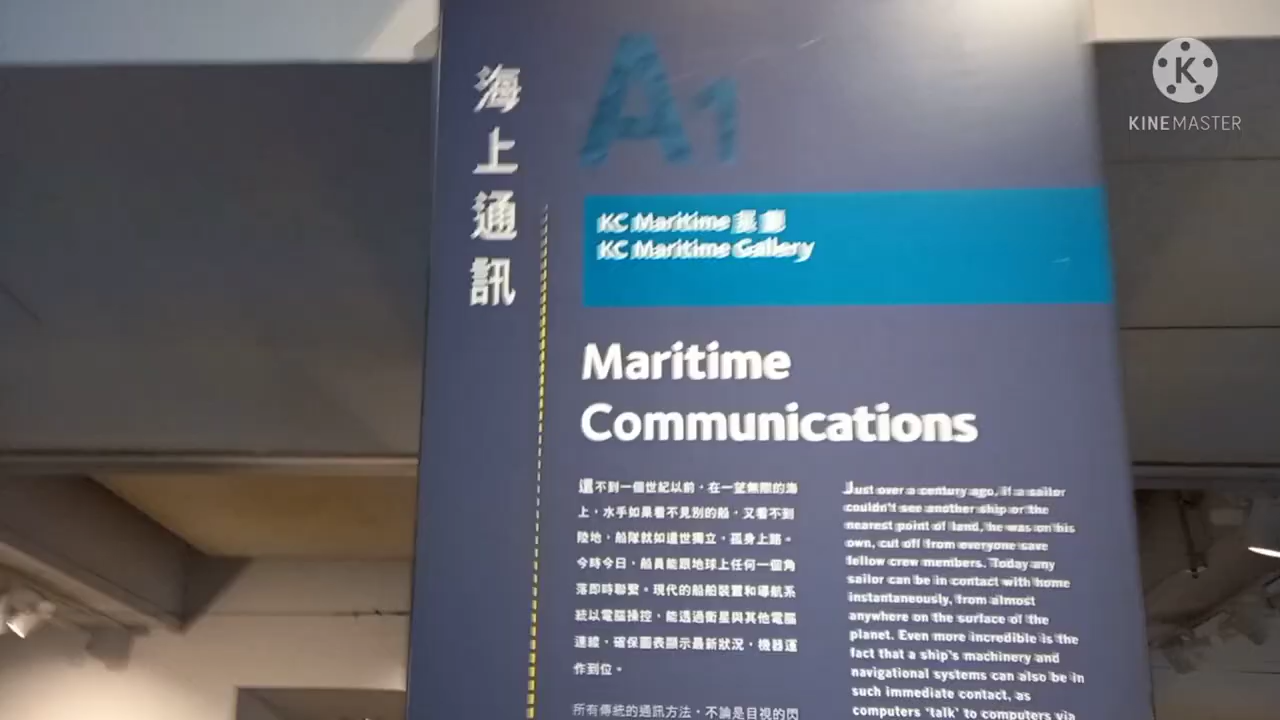 海上通訊
A1
KC Maritime 展廳
KC Maritime Gallery
Maritime
Communications
還不到一個世紀以前，在一望無際的海
上，水手如果看不見別的船，又看不到
陸地，船隊就如遺世獨立，孤身上路。
今時今日，船員能跟地球上任何一個角
落即時聯繫。現代的船舶裝置和導航系
統以電腦操控，能透過衛星與其他電腦
連線，確保圖表顯示最新狀況，機器運
作到位。
所有傳統的通訊方法，不論是目視的閃
Just over a century ago, if a sailor
couldn't see another ship or the
nearest point of land, he was on his
own, cut off from everyone save
fellow crew members. Today any
sailor can be in contact with home
instantaneously, from almost
anywhere on the surface of the
planet. Even more incredible is the
fact that a ship's machinery and
navigational systems can also be in
such immediate contact, as
computers 'talk' to computers via
KINEMASTER